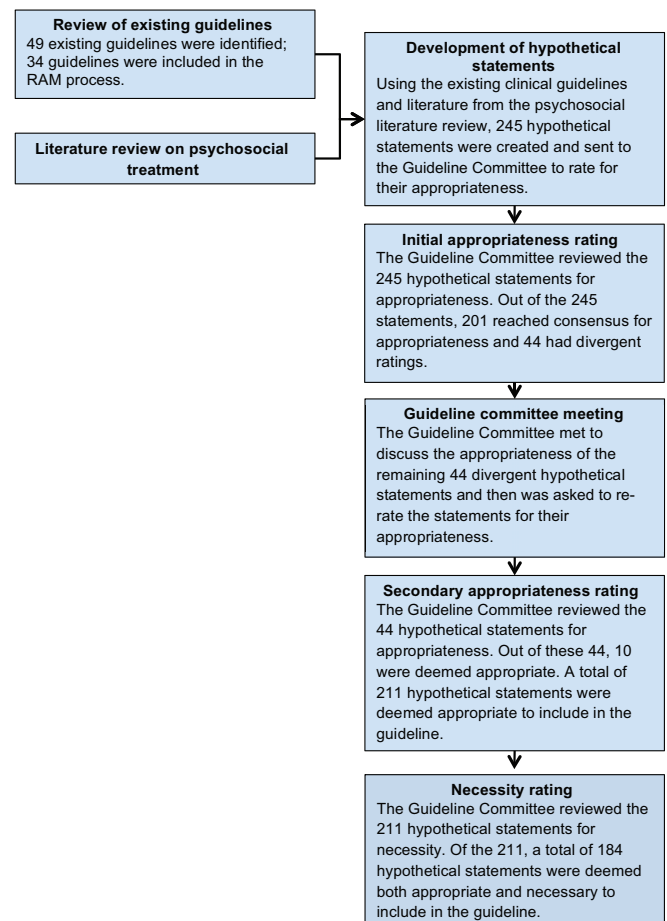 Review of existing guidelines
49 existing guidelines were identified;
34 guidelines were included in the
RAM process.
Literature review on psychosocial
treatment
Development of hypothetical
statements
Using the existing clinical guidelines
and literature from the psychosocial
literature review, 245 hypothetical
statements were created and sent to
the Guideline Committee to rate for
their appropriateness.
Initial appropriateness rating
The Guideline Committee reviewed the
245 hypothetical statements for
appropriateness. Out of the 245
statements, 201 reached consensus for
appropriateness and 44 had divergent
ratings.
Guideline committee meeting
The Guideline Committee met to
discuss the appropriateness of the
remaining 44 divergent hypothetical
statements and then was asked to re-
rate the statements for their
appropriateness.
Secondary appropriateness rating
The Guideline Committee reviewed the
44 hypothetical statements for
appropriateness. Out of these 44, 10
were deemed appropriate. A total of
211 hypothetical statements were
deemed appropriate to include in the
guideline.
Necessity rating
The Guideline Committee reviewed the
211 hypothetical statements for
necessity. Of the 211, a total of 184
hypothetical statements were deemed
both appropriate and necessary to
include in the guideline.